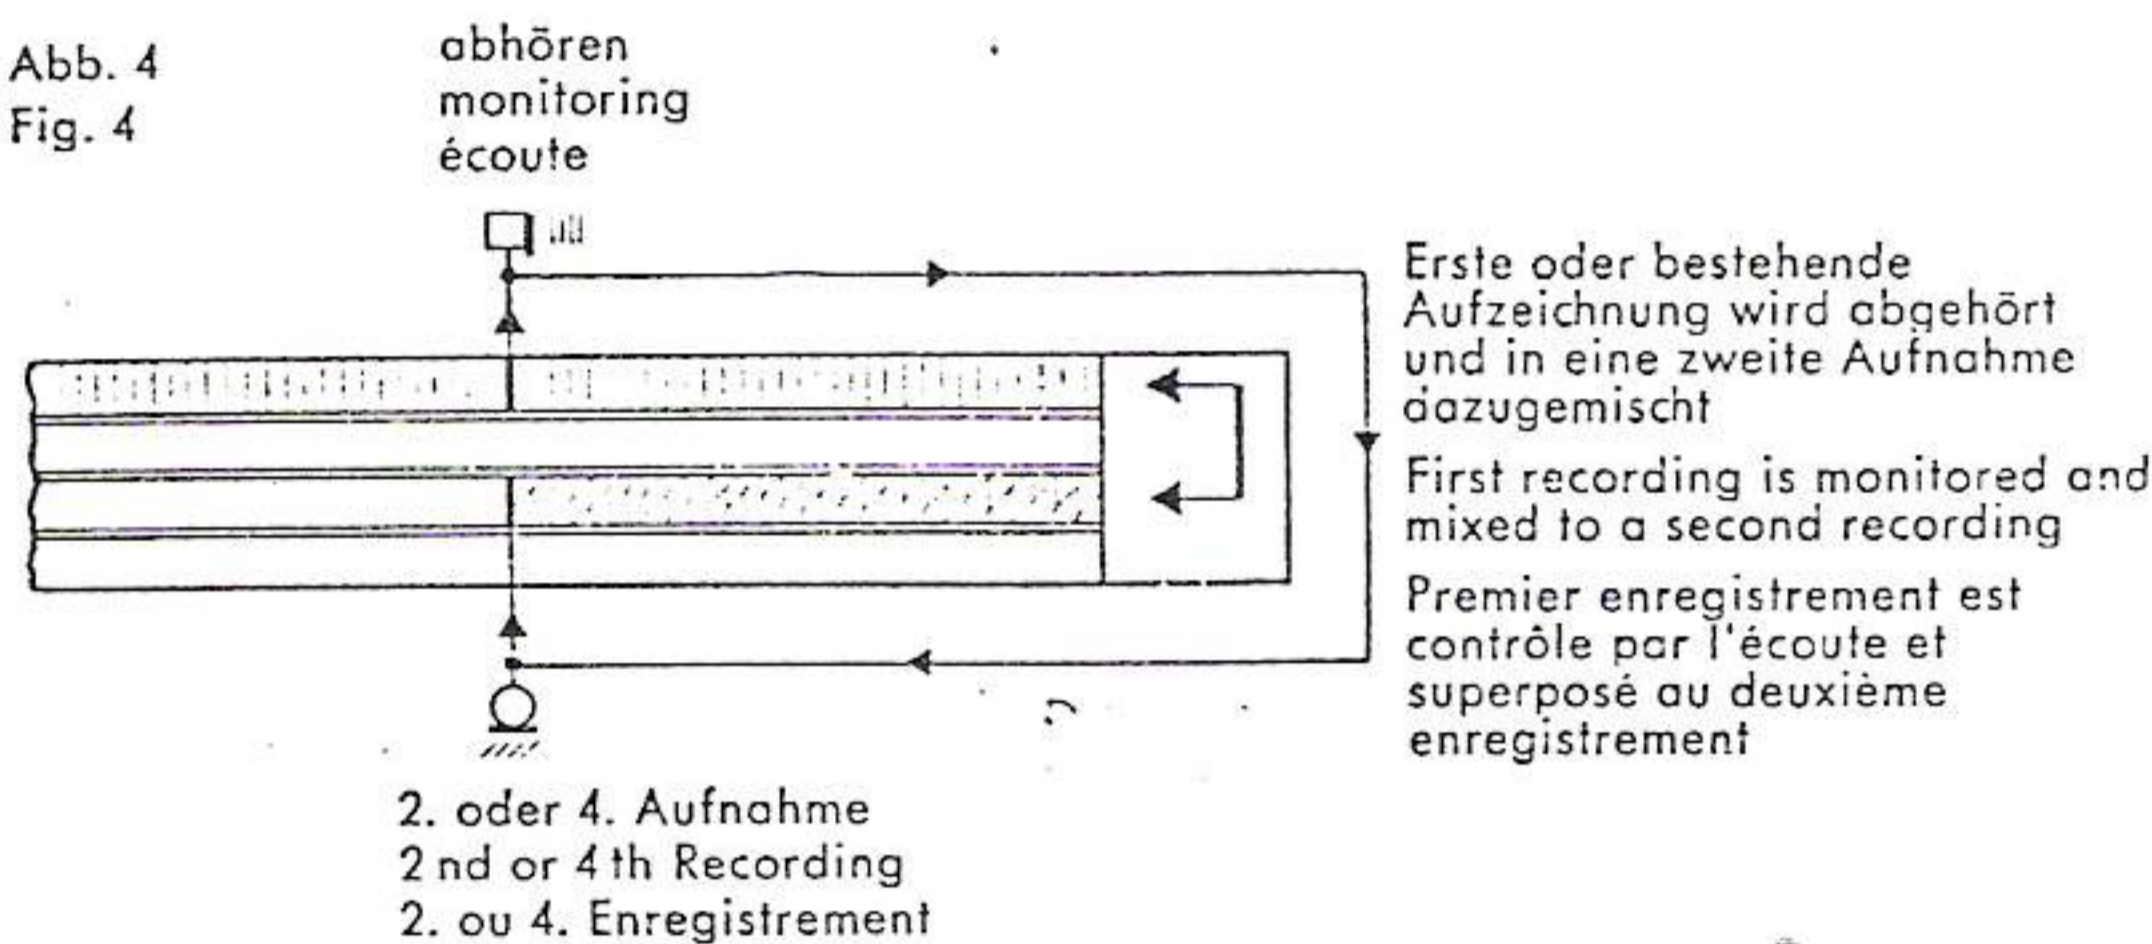 Abb. 4
Fig. 4
abhören
monitoring
écoute
Erste oder bestehende
Aufzeichnung wird abgehört
und in eine zweite Aufnahme
dazugemischt
First recording is monitored and
mixed to a second recording
Premier enregistrement est
contrôle par l'écoute et
superposé au deuxième
enregistrement
2. oder 4. Aufnahme
2 nd or 4 th Recording
2. ou 4. Enregistrement